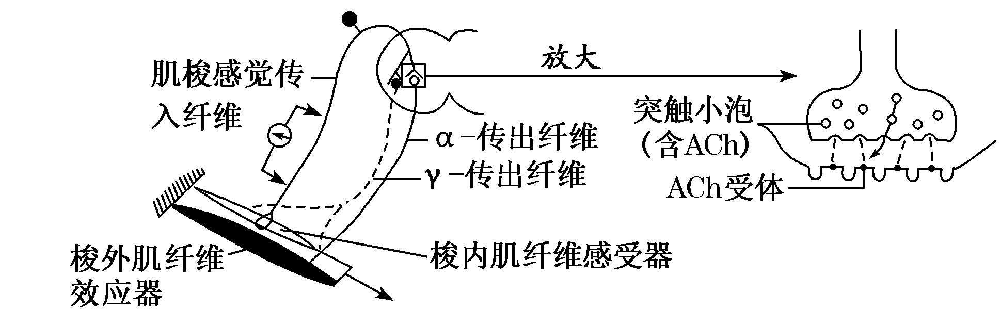 放大
肌梭感觉传
入纤维
突触小泡
(含ACh)
α-传出纤维
γ-传出纤维
ACh受体
梭外肌纤维
效应器
梭内肌纤维感受器